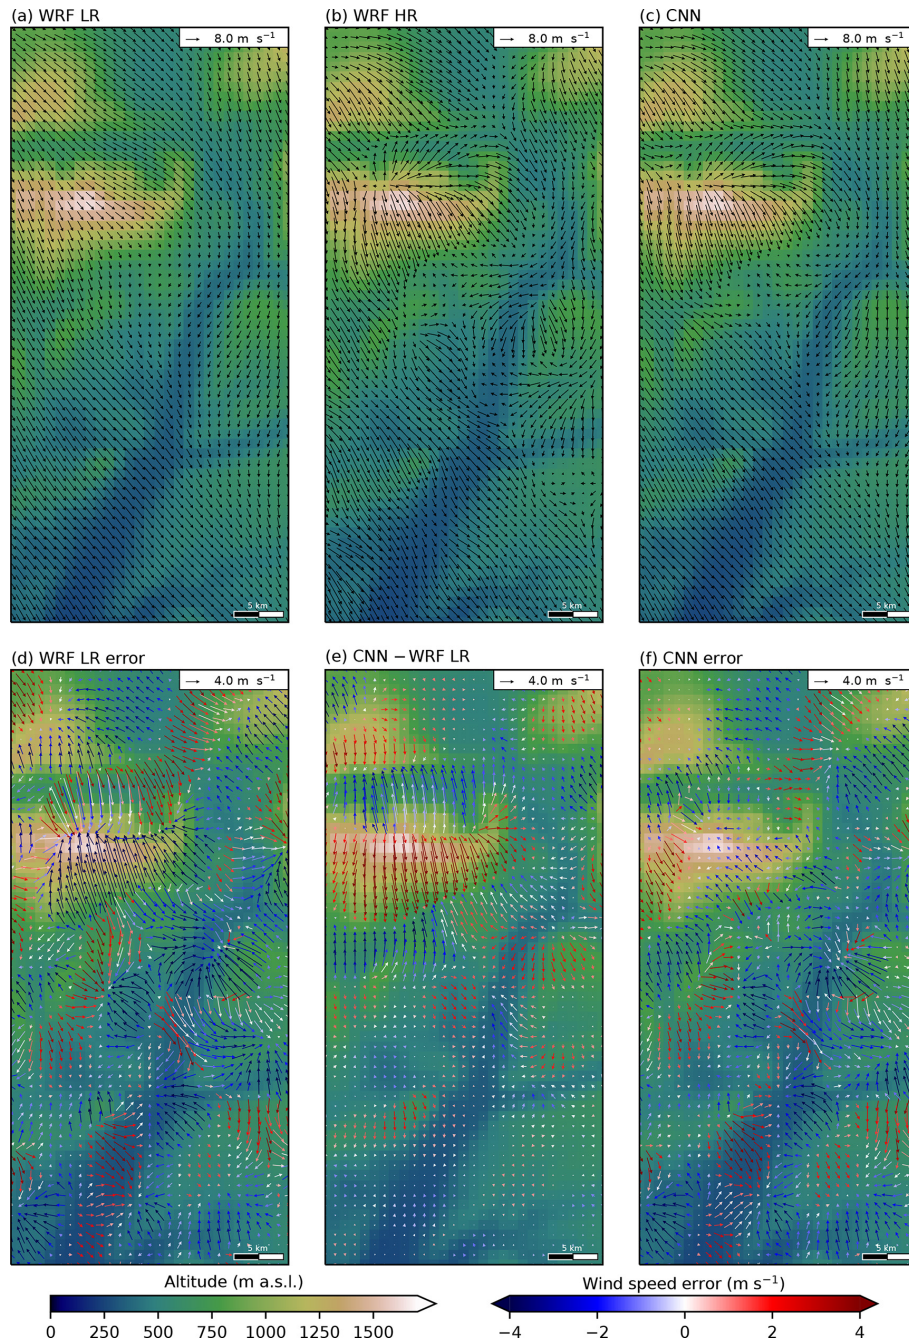 (a) WRF LR
(b) WRF HR
(c) CNN
8.0 m s⁻¹
8.0 m s⁻¹
8.0 m s⁻¹
5 km
5 km
5 km
(d) WRF LR error
(e) CNN − WRF LR
(f) CNN error
4.0 m s⁻¹
4.0 m s⁻¹
4.0 m s⁻¹
5 km
5 km
5 km
Altitude (m a.s.l.)
0 250 500 750 1000 1250 1500
Wind speed error (m s⁻¹)
−4 −2 0 2 4